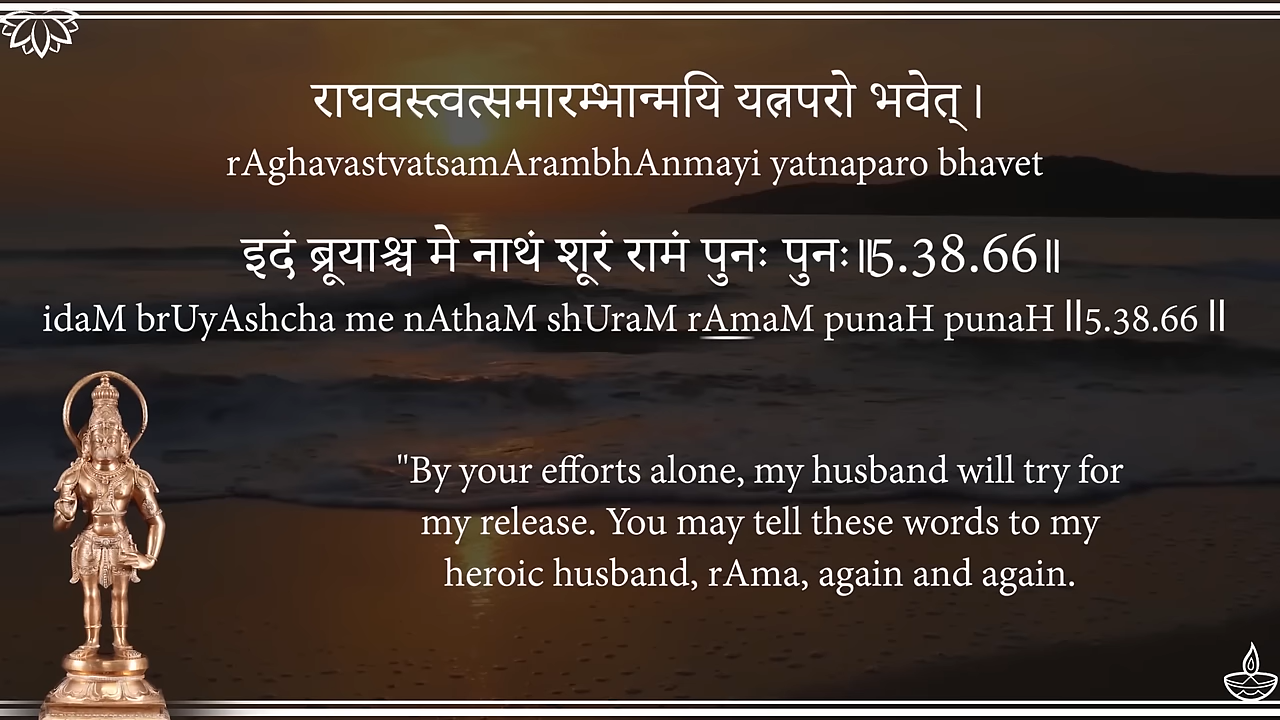 राघवस्त्वत्समारम्भान्मयि यत्नपरो भवेत्।
rAghavastvatsamArambhAnmayi yatnaparo bhavet
इदं ब्रूयाश्च मे नाथं शूरं रामं पुनः पुनः॥5.38.66॥
idaM brUyAshcha me nAthaM shUraM rAmaM punaH punaH ||5.38.66 ||
"By your efforts alone, my husband will try for
my release. You may tell these words to my
heroic husband, rAma, again and again.